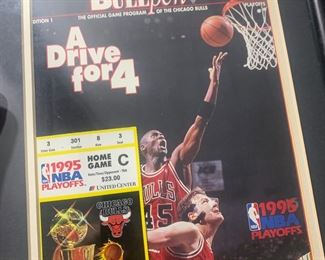 BULLpen
EDITION 1
THE OFFICIAL GAME PROGRAM OF THE CHICAGO BULLS
PLAYOFFS
A
Drive
for 4
3 301 8 3
1995
NBA
PLAYOFFS
HOME
GAME C
$23.00
UNITED CENTER
CHICAGO
BULLS
BULLS
45
1995
NBA
PLAYOFFS